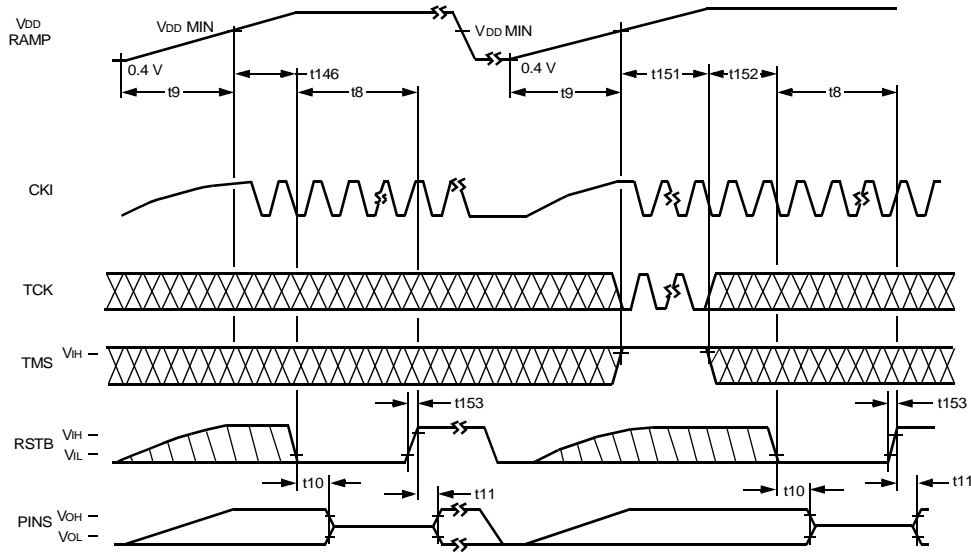 VDD
RAMP
VDD MIN
VDD MIN
0.4 V
t146
0.4 V
t151
t152
t9
t8
t9
t8
CKI
TCK
TMS
VIH
t153
t153
RSTB
VIH
VIL
t10
t11
t10
t11
PINS
VOH
VOL